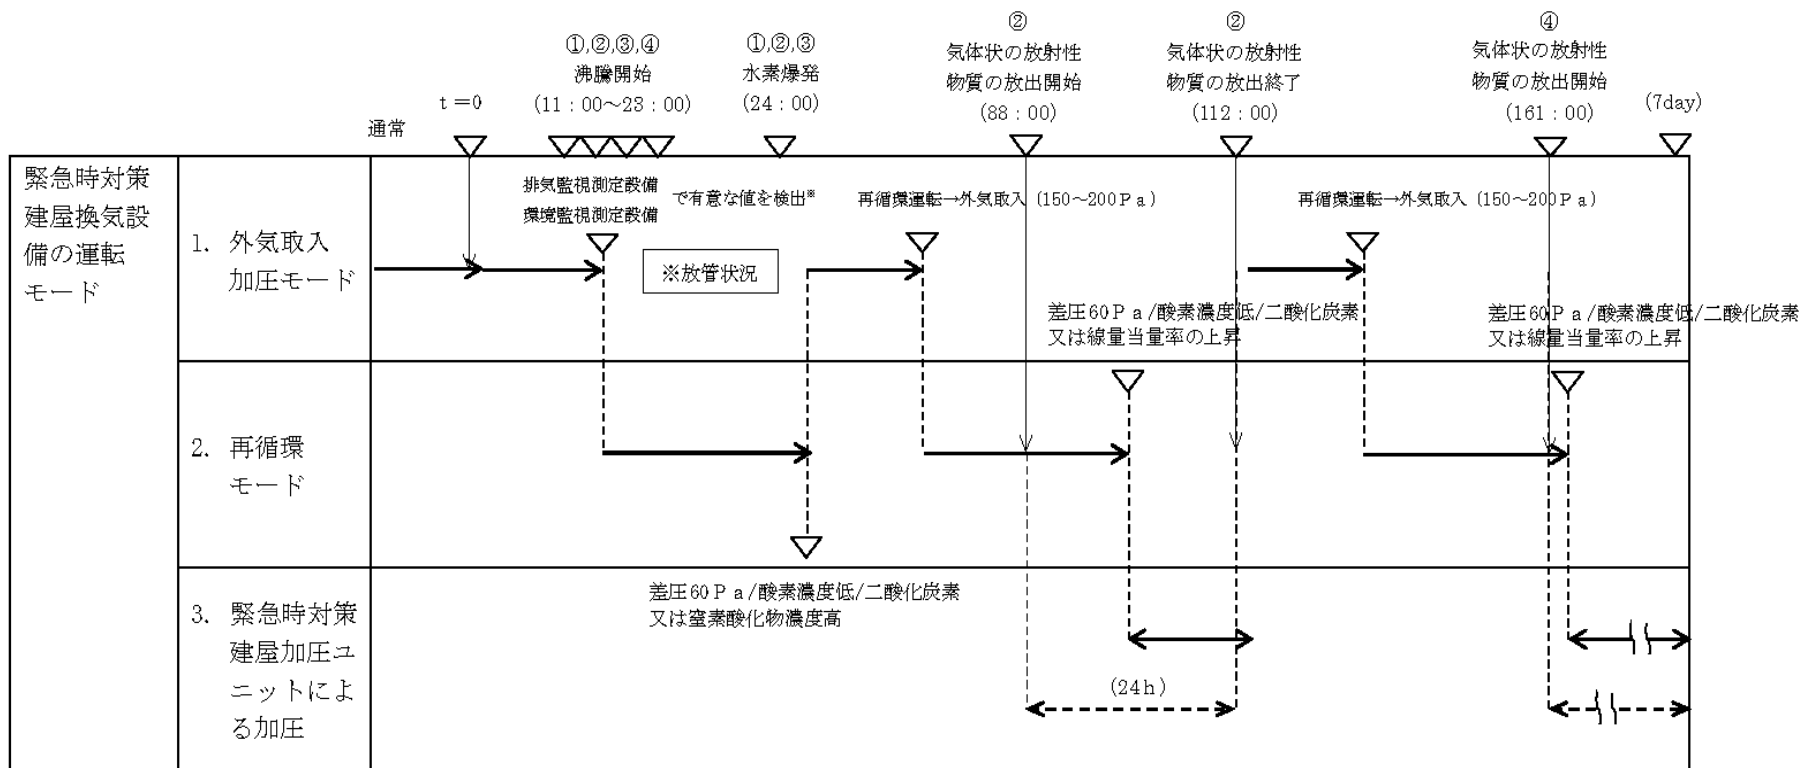 ①,②,③,④
沸騰開始
(11：00～23：00)
①,②,③
水素爆発
(24：00)
②
気体状の放射性
物質の放出開始
(88：00)
②
気体状の放射性
物質の放出終了
(112：00)
④
気体状の放射性
物質の放出開始
(161：00)
(7day)
通常
t＝0
緊急時対策
建屋換気設
備の運転
モード
1. 外気取入
加圧モード
排気監視測定設備
環境監視測定設備
で有意な値を検出※
※放管状況
再循環運転→外気取入（150～200Ｐａ）
再循環運転→外気取入（150～200Ｐａ）
差圧60Ｐａ/酸素濃度低/二酸化炭素
又は線量当量率の上昇
差圧60Ｐａ/酸素濃度低/二酸化炭素
又は線量当量率の上昇
2. 再循環
モード
3. 緊急時対策
建屋加圧ユ
ニットによ
る加圧
差圧60Ｐａ/酸素濃度低/二酸化炭素
又は窒素酸化物濃度高
(24h)